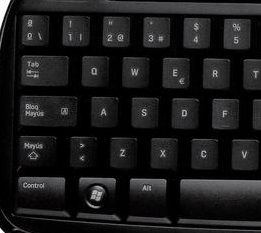 ª ! " · $ %
º \ 1 | 2 @ 3 # 4 5
Tab Q W E € R T
Bloq Mayús A A S D F
Mayús > < Z X C V
Control Alt